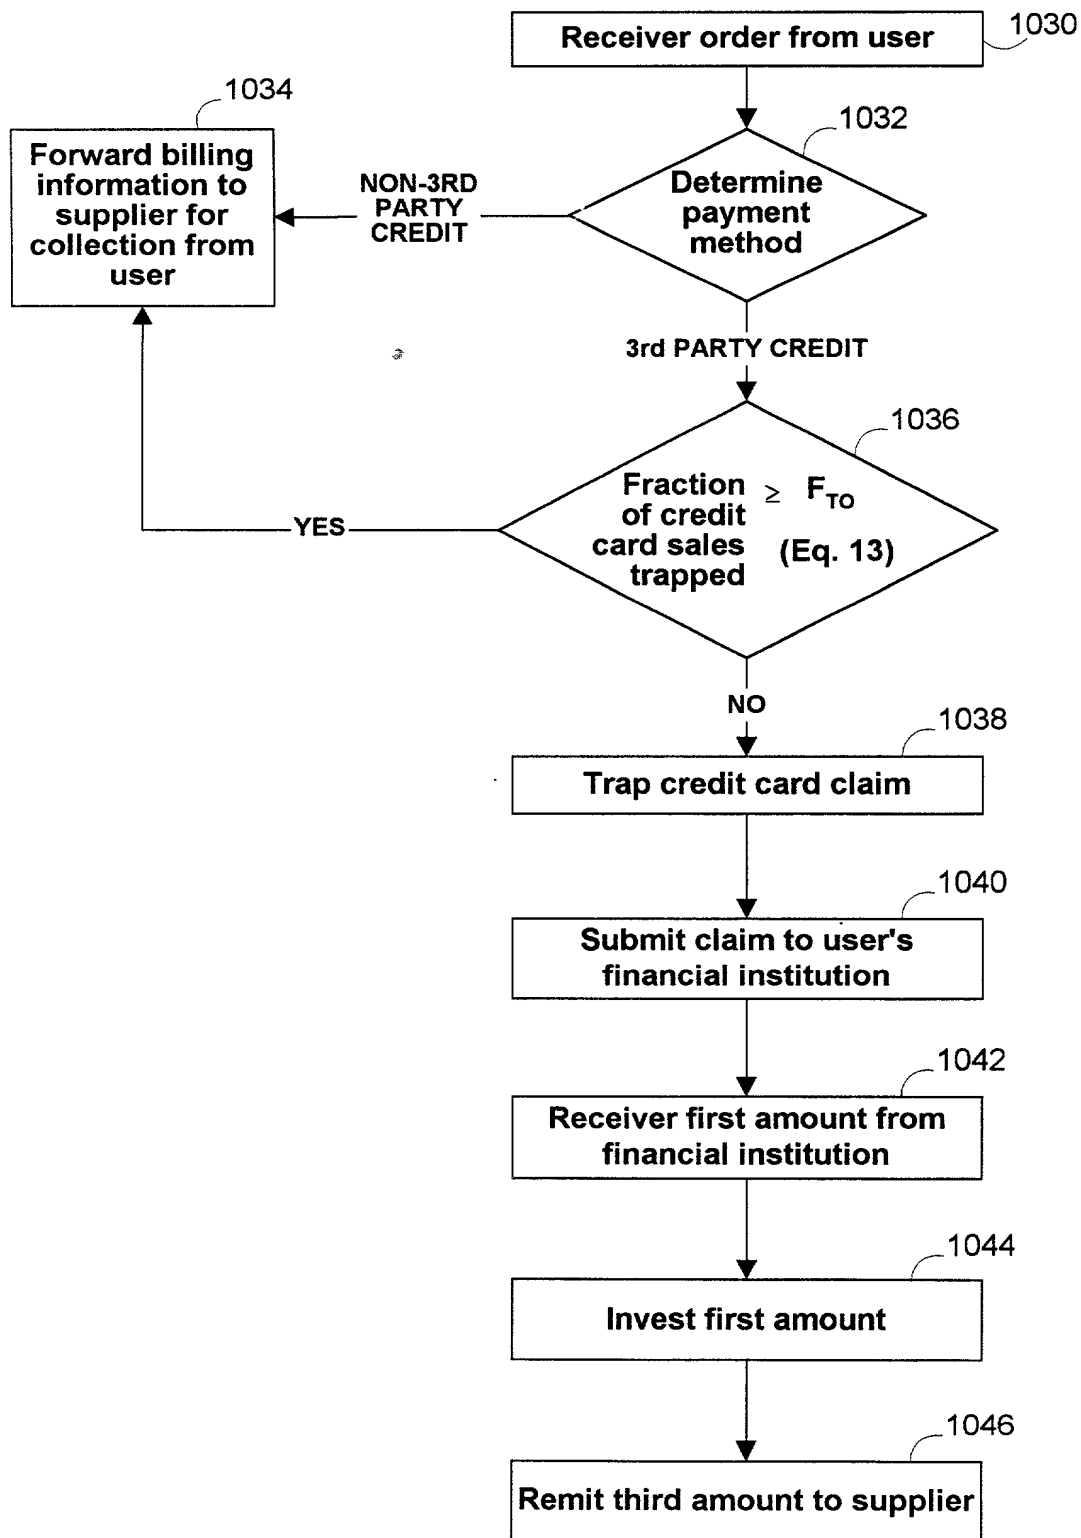 Receiver order from user
1030
1034
1032
Forward billing
information to
supplier for
collection from
user
NON-3RD
PARTY
CREDIT
Determine
payment
method
3rd PARTY CREDIT
1036
Fraction
of credit
card sales
trapped
≥ F_TO
(Eq. 13)
YES
NO
1038
Trap credit card claim
1040
Submit claim to user's
financial institution
1042
Receiver first amount from
financial institution
1044
Invest first amount
1046
Remit third amount to supplier